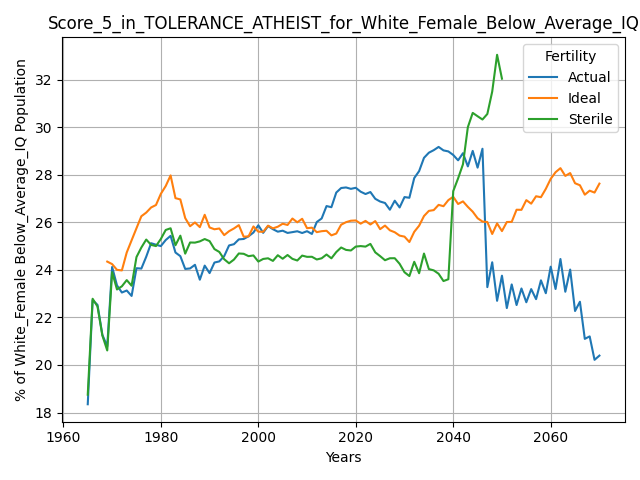 Score_5_in_TOLERANCE_ATHEIST_for_White_Female_Below_Average_IQ
% of White_Female Below_Average_IQ Population
32
30
28
26
24
22
20
18
Fertility
Actual
Ideal
Sterile
1960
1980
2000
2020
2040
2060
Years